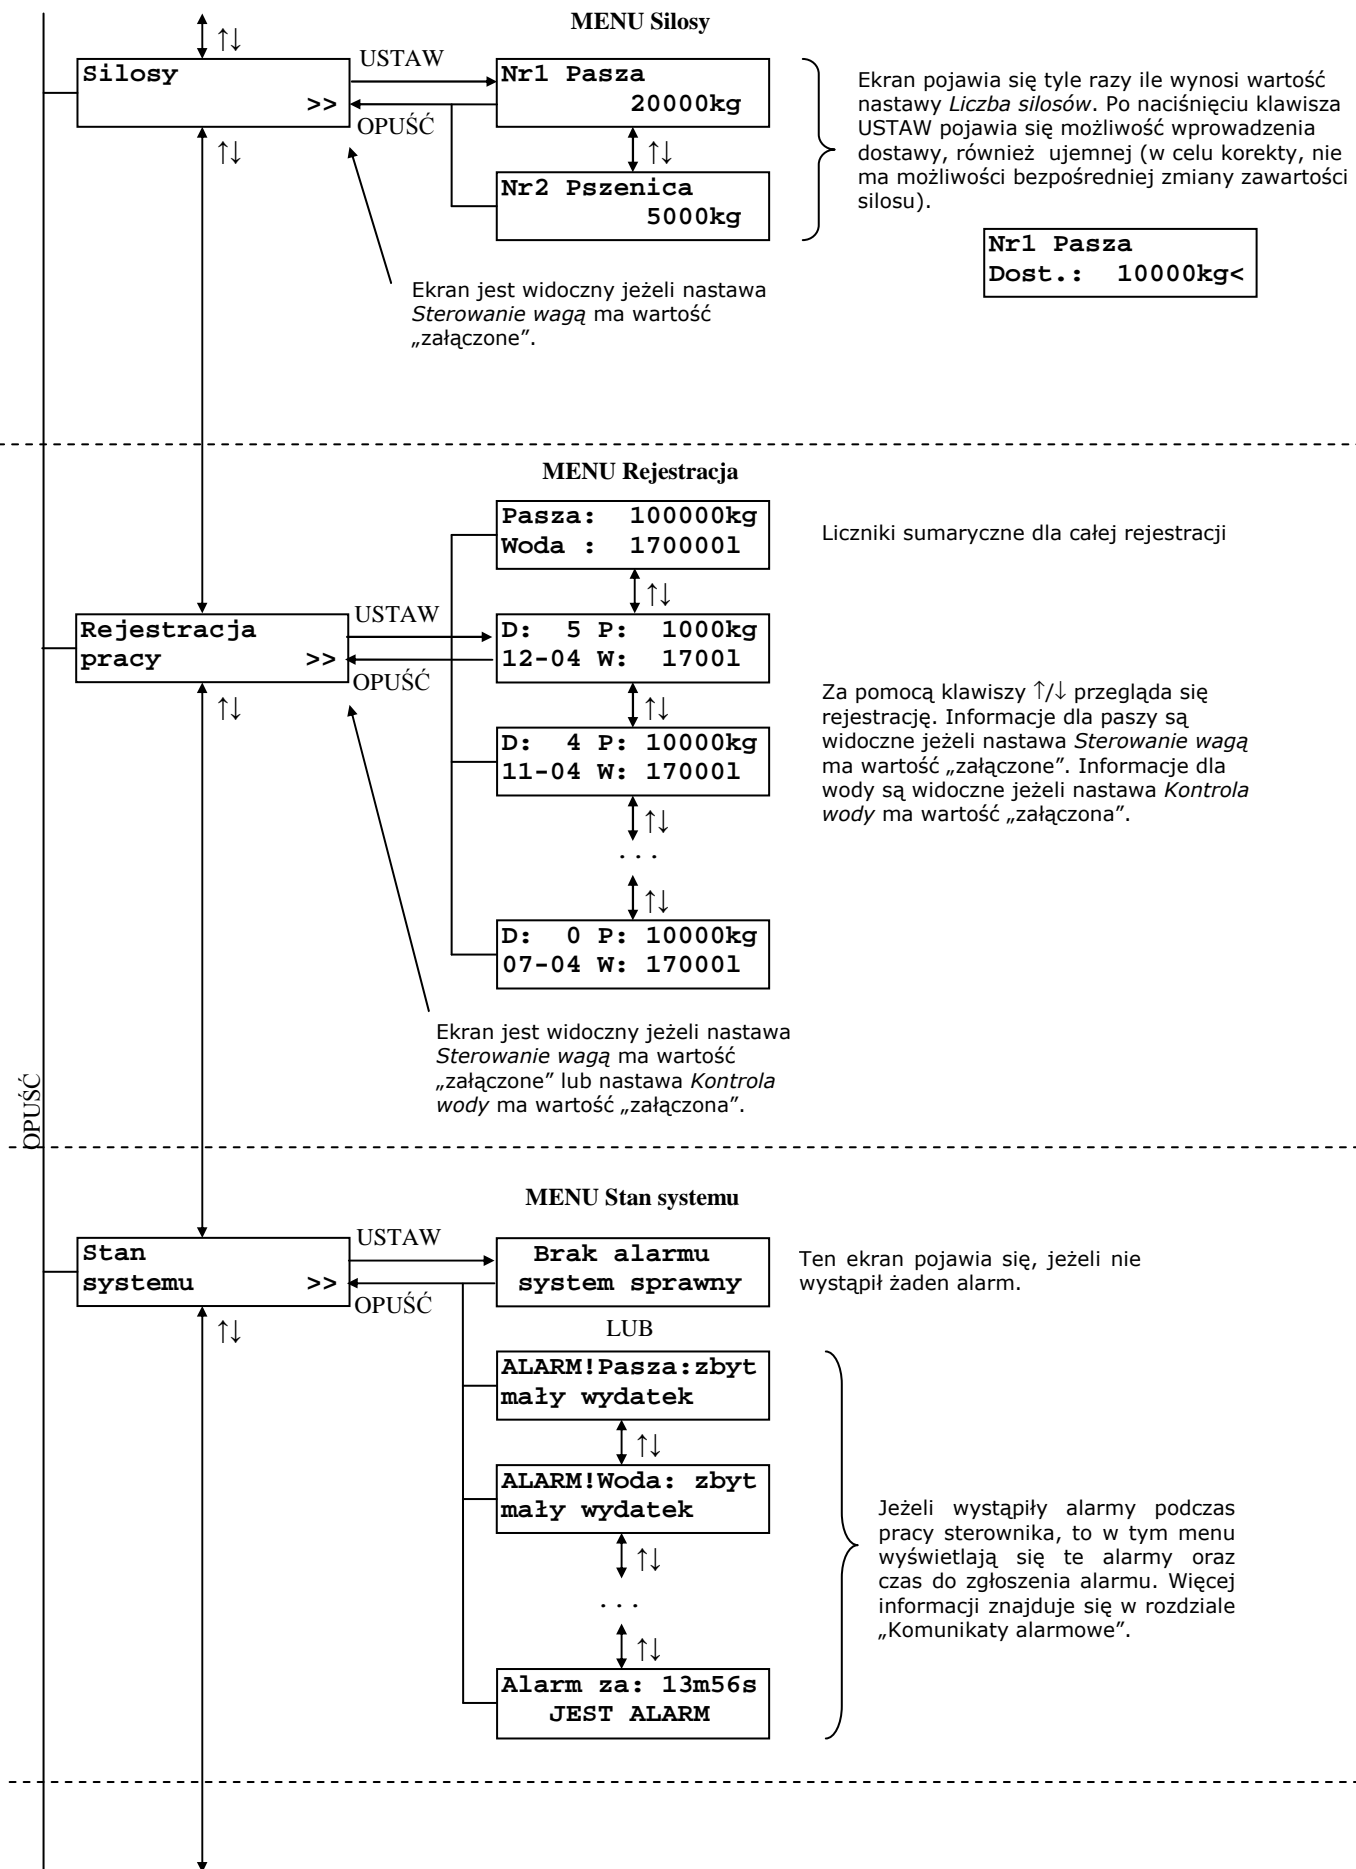 MENU Silosy
↑↓
Silosy
>>
USTAW
OPUŚĆ
↑↓
Nr1 Pasza
20000kg
↑↓
Nr2 Pszenica
5000kg
Ekran pojawia się tyle razy ile wynosi wartość
nastawy Liczba silosów. Po naciśnięciu klawisza
USTAW pojawia się możliwość wprowadzenia
dostawy, również ujemnej (w celu korekty, nie
ma możliwości bezpośredniej zmiany zawartości
silosu).
Nr1 Pasza
Dost.: 10000kg<
Ekran jest widoczny jeżeli nastawa
Sterowanie wagą ma wartość
„załączone”.
MENU Rejestracja
Pasza: 100000kg
Woda : 170000l
Liczniki sumaryczne dla całej rejestracji
↑↓
Rejestracja
pracy >>
USTAW
OPUŚĆ
↑↓
D: 5 P: 1000kg
12-04 W: 1700l
↑↓
D: 4 P: 10000kg
11-04 W: 17000l
↑↓
. . .
↑↓
D: 0 P: 10000kg
07-04 W: 17000l
Za pomocą klawiszy ↑/↓ przegląda się
rejestrację. Informacje dla paszy są
widoczne jeżeli nastawa Sterowanie wagą
ma wartość „załączone”. Informacje dla
wody są widoczne jeżeli nastawa Kontrola
wody ma wartość „załączona”.
Ekran jest widoczny jeżeli nastawa
Sterowanie wagą ma wartość
„załączone” lub nastawa Kontrola
wody ma wartość „załączona”.
OPUŚĆ
MENU Stan systemu
Stan
systemu >>
USTAW
OPUŚĆ
↑↓
Brak alarmu
system sprawny
Ten ekran pojawia się, jeżeli nie
wystąpił żaden alarm.
LUB
ALARM!Pasza:zbyt
mały wydatek
↑↓
ALARM!Woda: zbyt
mały wydatek
↑↓
. . .
↑↓
Alarm za: 13m56s
JEST ALARM
Jeżeli wystąpiły alarmy podczas
pracy sterownika, to w tym menu
wyświetlają się te alarmy oraz
czas do zgłoszenia alarmu. Więcej
informacji znajduje się w rozdziale
„Komunikaty alarmowe”.